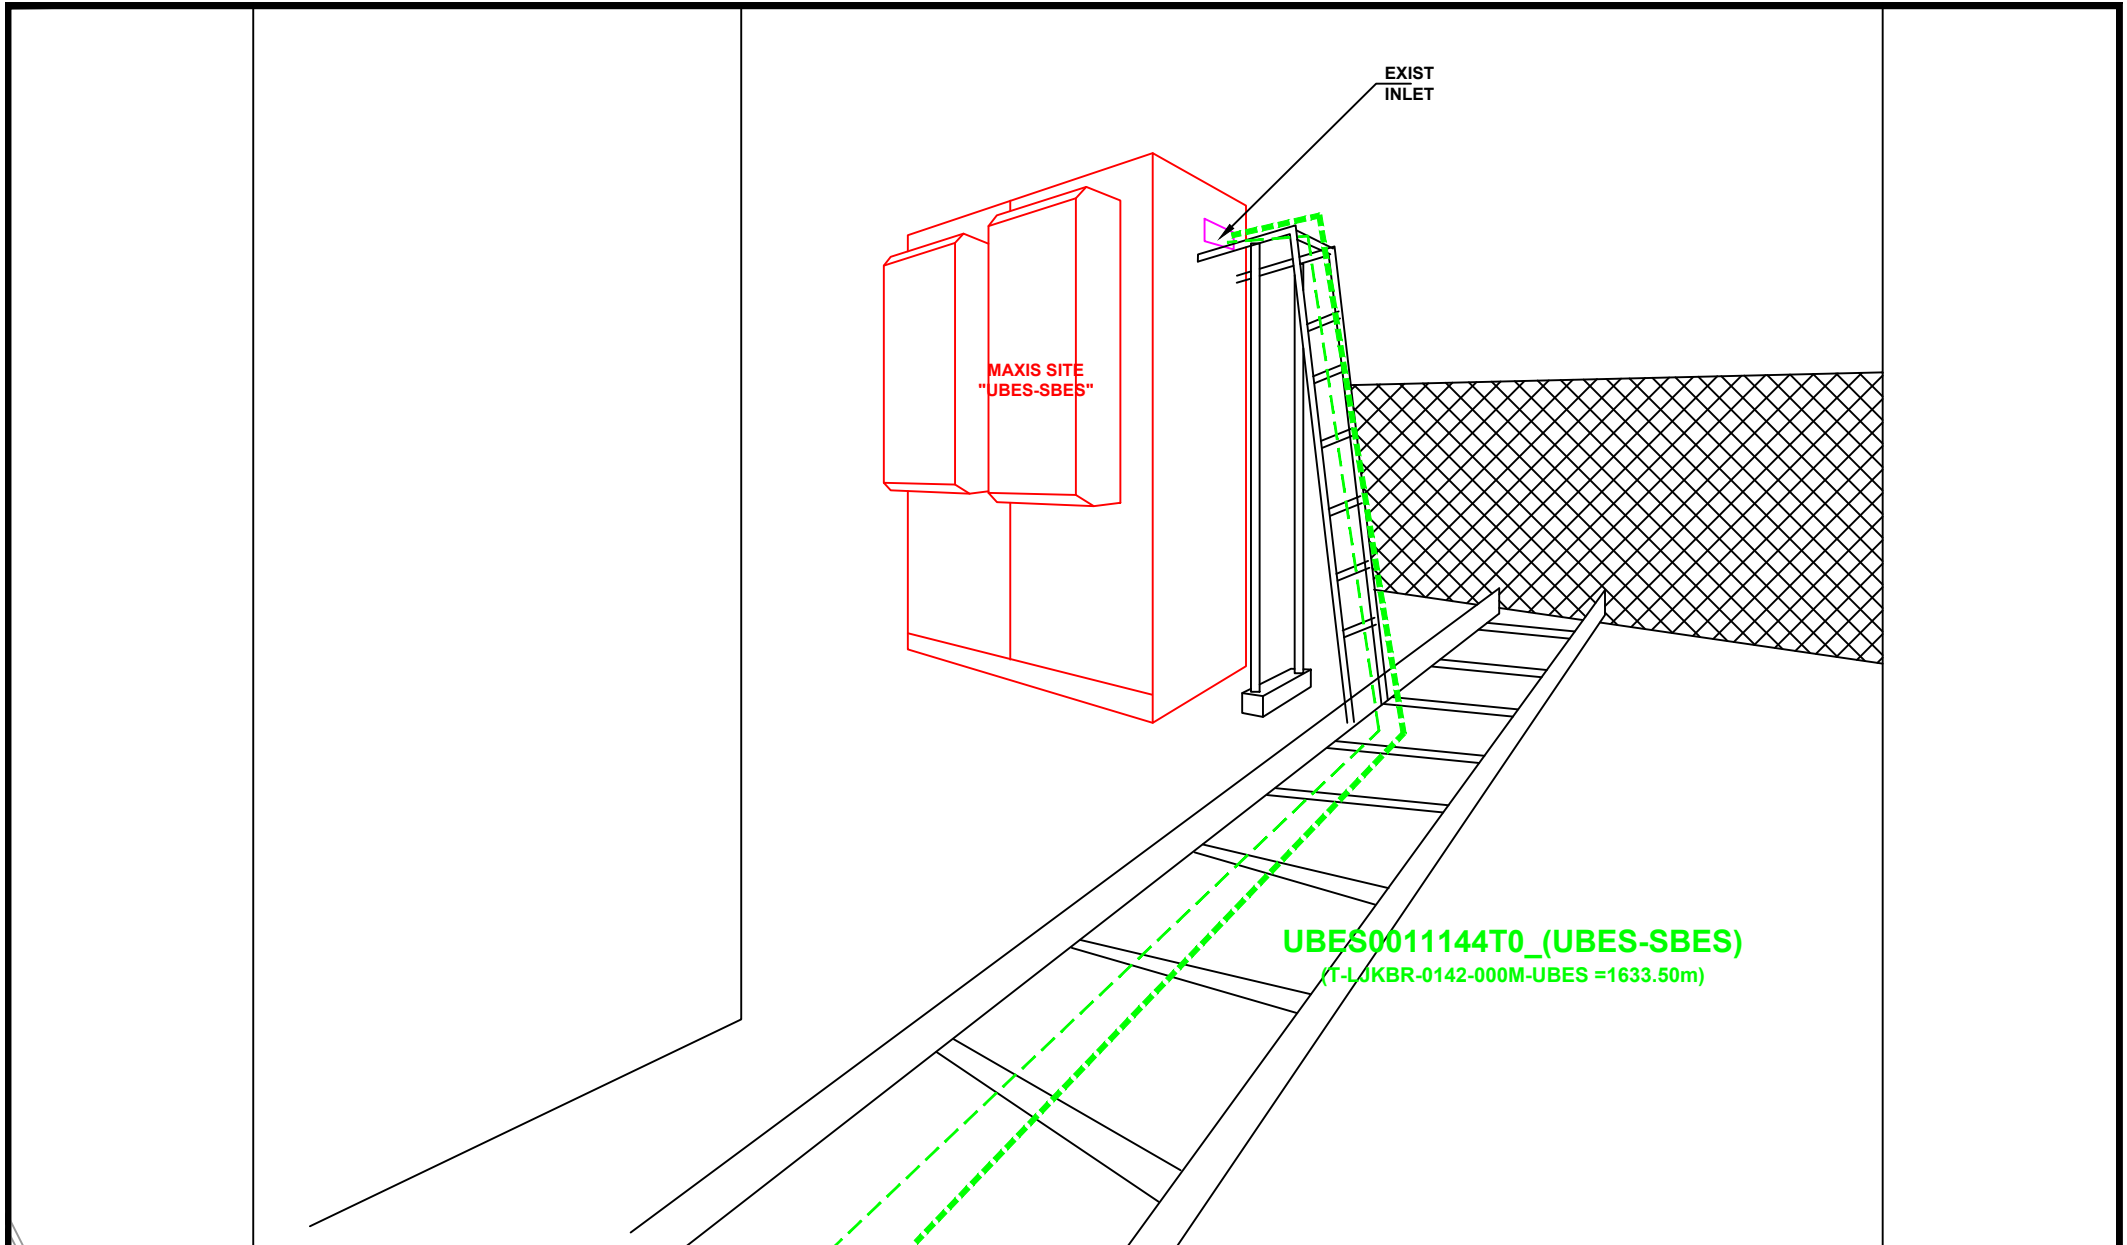 EXIST
INLET
MAXIS SITE
"UBES-SBES"
UBES0011144T0_(UBES-SBES)
(T-LJKBR-0142-000M-UBES =1633.50m)